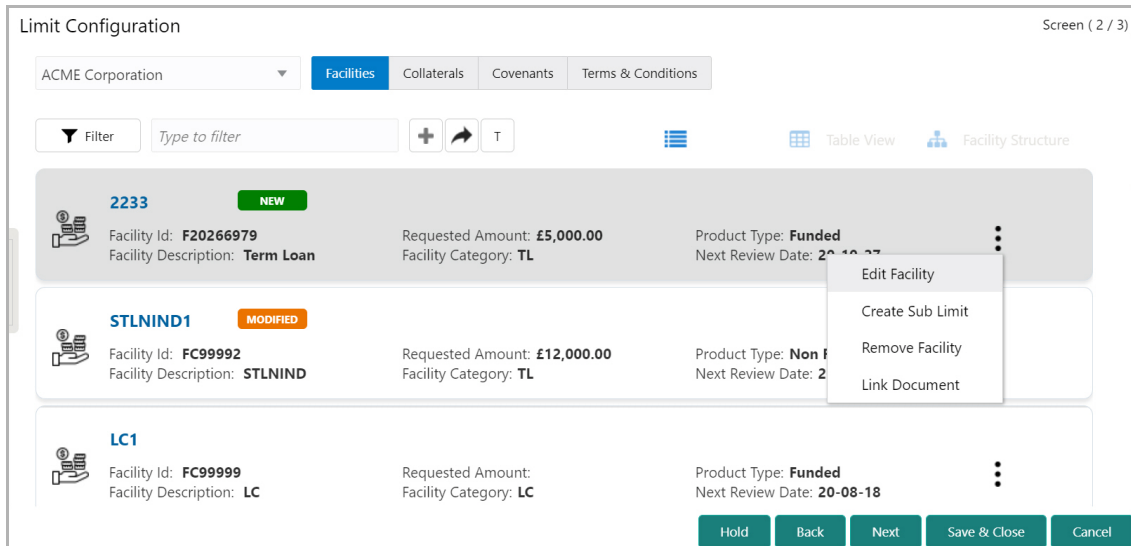 Limit Configuration Screen ( 2 / 3)
ACME Corporation Facilities Collaterals Covenants Terms & Conditions
Filter Type to filter T Table View Facility Structure
2233 NEW
Facility Id: F20266979 Requested Amount: £5,000.00 Product Type: Funded
Facility Description: Term Loan Facility Category: TL Next Review Date:
Edit Facility
Create Sub Limit
Remove Facility
Link Document
STLNIND1 MODIFIED
Facility Id: FC99992 Requested Amount: £12,000.00 Product Type: Non
Facility Description: STLNIND Facility Category: TL Next Review Date: 2
LC1
Facility Id: FC99999 Requested Amount: Product Type: Funded
Facility Description: LC Facility Category: LC Next Review Date: 20-08-18
Hold Back Next Save & Close Cancel